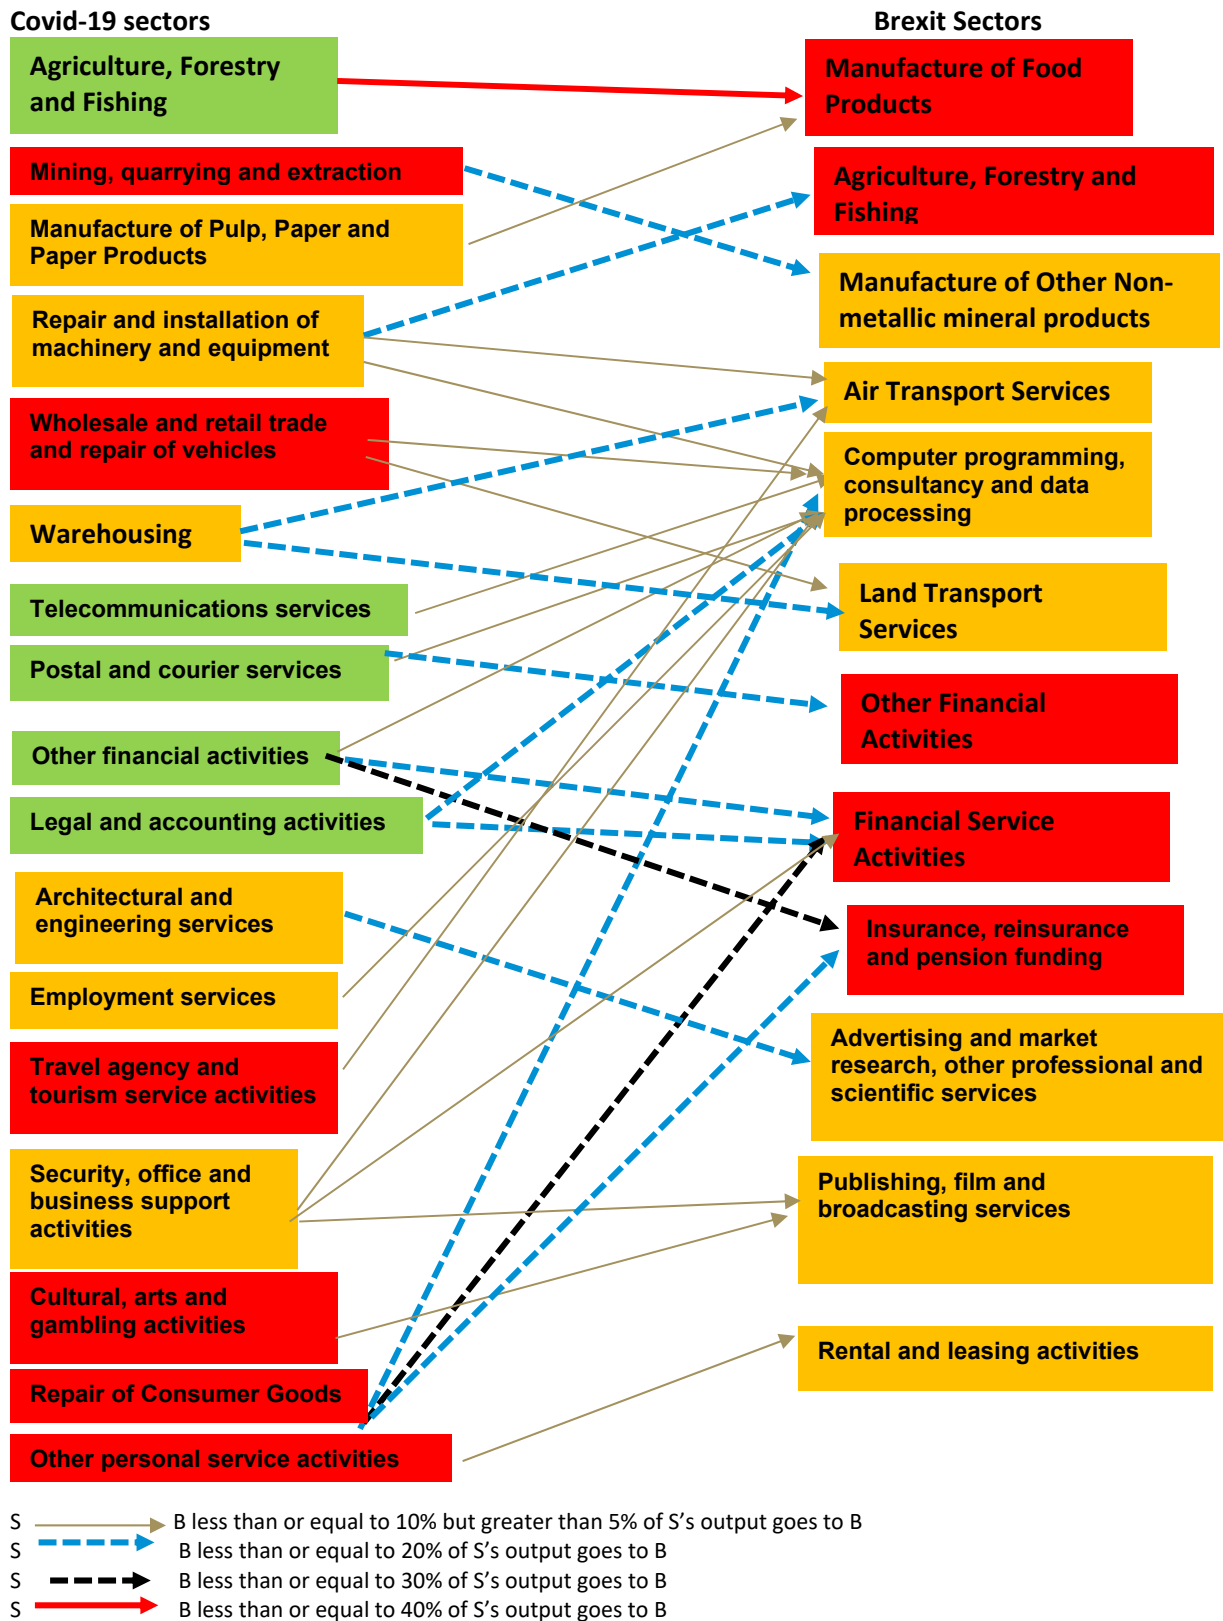 Covid-19 sectors
Brexit Sectors
Agriculture, Forestry
and Fishing
Mining, quarrying and extraction
Manufacture of Pulp, Paper and
Paper Products
Repair and installation of
machinery and equipment
Wholesale and retail trade
and repair of vehicles
Warehousing
Telecommunications services
Postal and courier services
Other financial activities
Legal and accounting activities
Architectural and
engineering services
Employment services
Travel agency and
tourism service activities
Security, office and
business support
activities
Cultural, arts and
gambling activities
Repair of Consumer Goods
Other personal service activities
Manufacture of Food
Products
Agriculture, Forestry and
Fishing
Manufacture of Other Non-
metallic mineral products
Air Transport Services
Computer programming,
consultancy and data
processing
Land Transport
Services
Other Financial
Activities
Financial Service
Activities
Insurance, reinsurance
and pension funding
Advertising and market
research, other professional and
scientific services
Publishing, film and
broadcasting services
Rental and leasing activities
S B less than or equal to 10% but greater than 5% of S's output goes to B
S B less than or equal to 20% of S's output goes to B
S B less than or equal to 30% of S's output goes to B
S B less than or equal to 40% of S's output goes to B